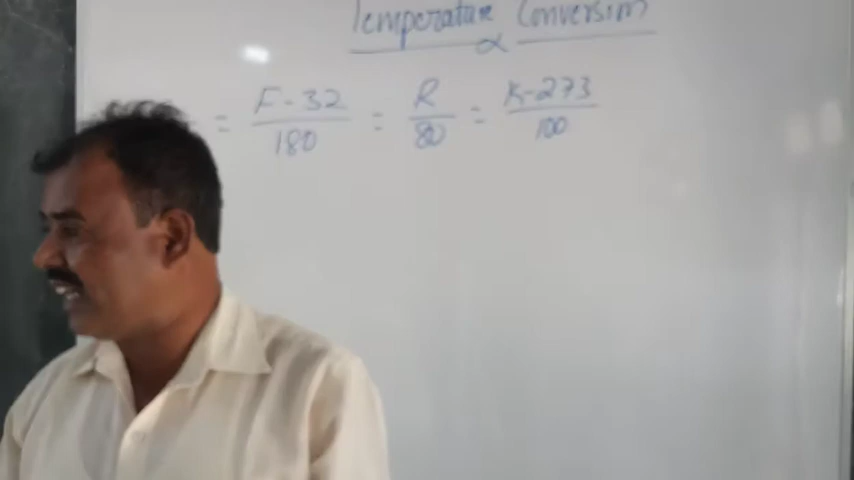 Temperature Conversion
= F - 32 / 180 = R / 80 = K - 273 / 100